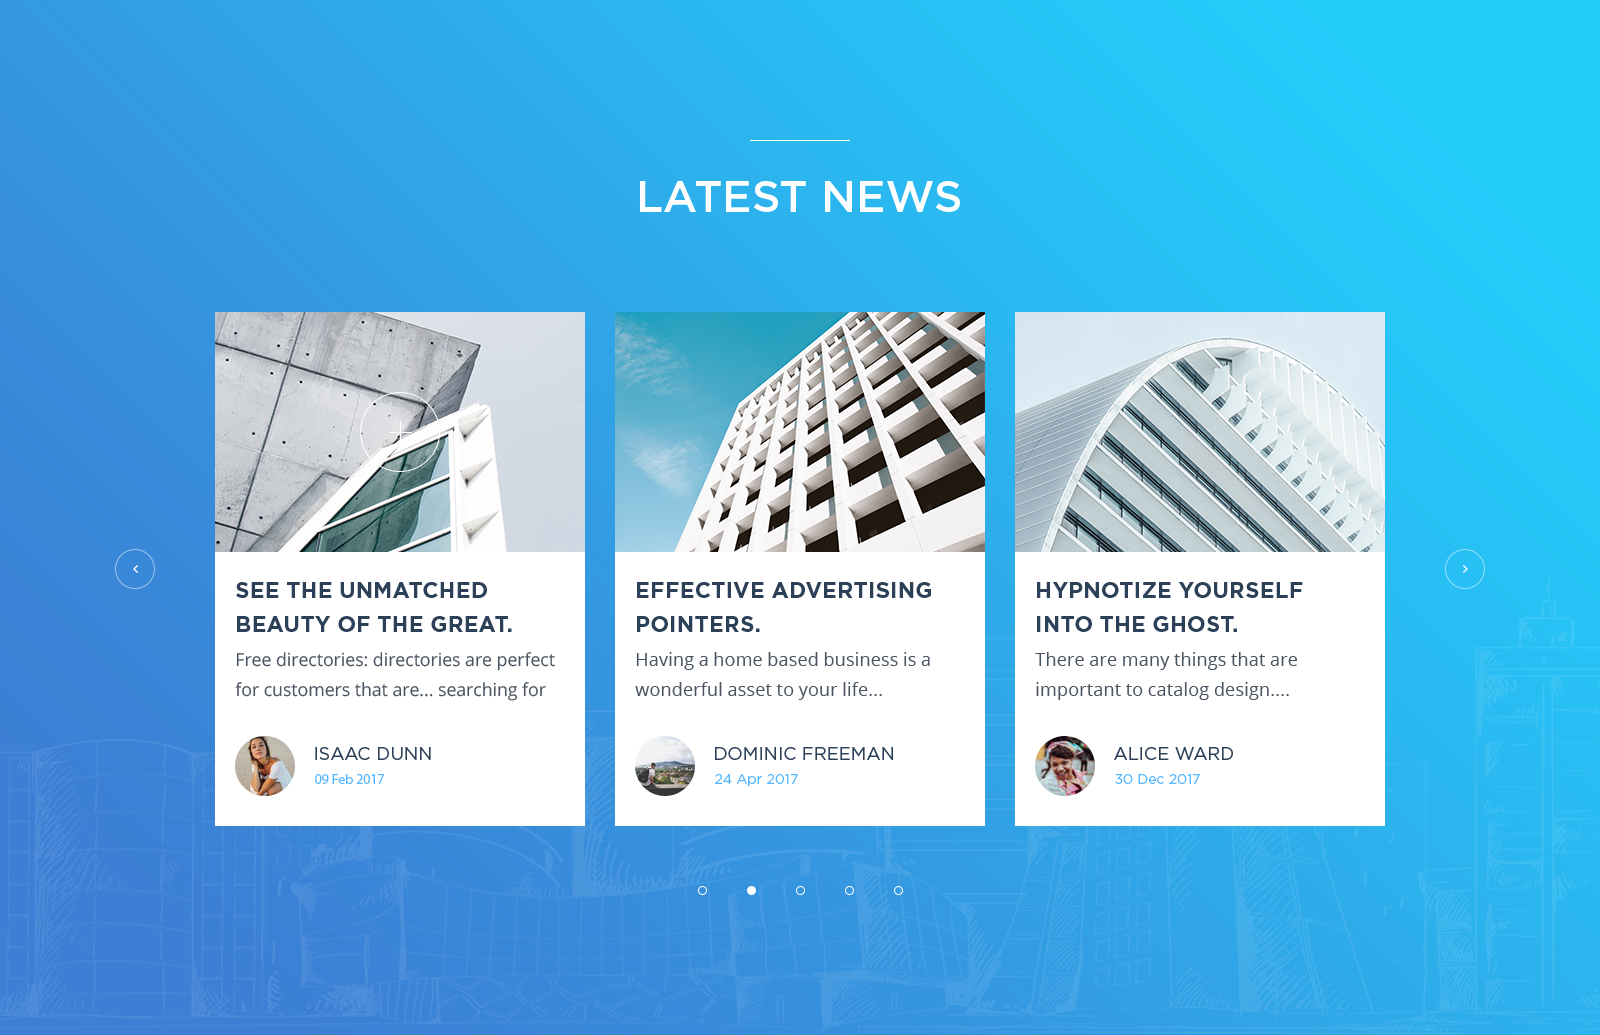 LATEST NEWS
SEE THE UNMATCHED
BEAUTY OF THE GREAT.
Free directories: directories are perfect
for customers that are... searching for
ISAAC DUNN
09 Feb 2017
EFFECTIVE ADVERTISING
POINTERS.
Having a home based business is a
wonderful asset to your life...
DOMINIC FREEMAN
24 Apr 2017
HYPNOTIZE YOURSELF
INTO THE GHOST.
There are many things that are
important to catalog design....
ALICE WARD
30 Dec 2017